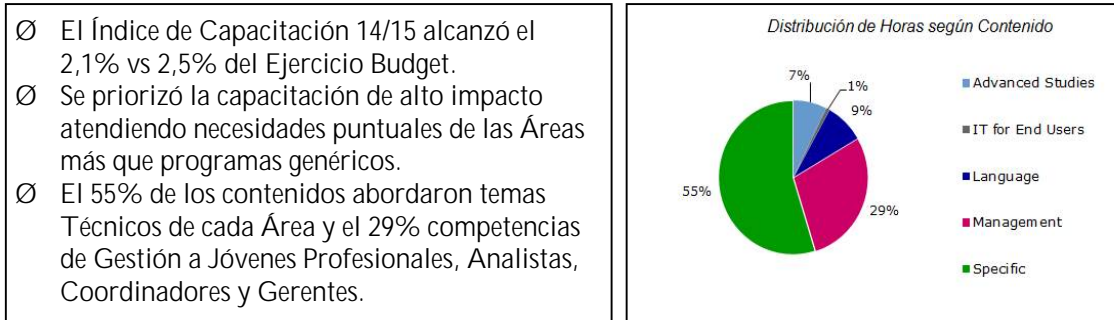 Ø El Índice de Capacitación 14/15 alcanzó el
2,1% vs 2,5% del Ejercicio Budget.
Ø Se priorizó la capacitación de alto impacto
atendiendo necesidades puntuales de las Áreas
más que programas genéricos.
Ø El 55% de los contenidos abordaron temas
Técnicos de cada Área y el 29% competencias
de Gestión a Jóvenes Profesionales, Analistas,
Coordinadores y Gerentes.
Distribución de Horas según Contenido
7%
1%
9%
29%
55%
Advanced Studies
IT for End Users
Language
Management
Specific